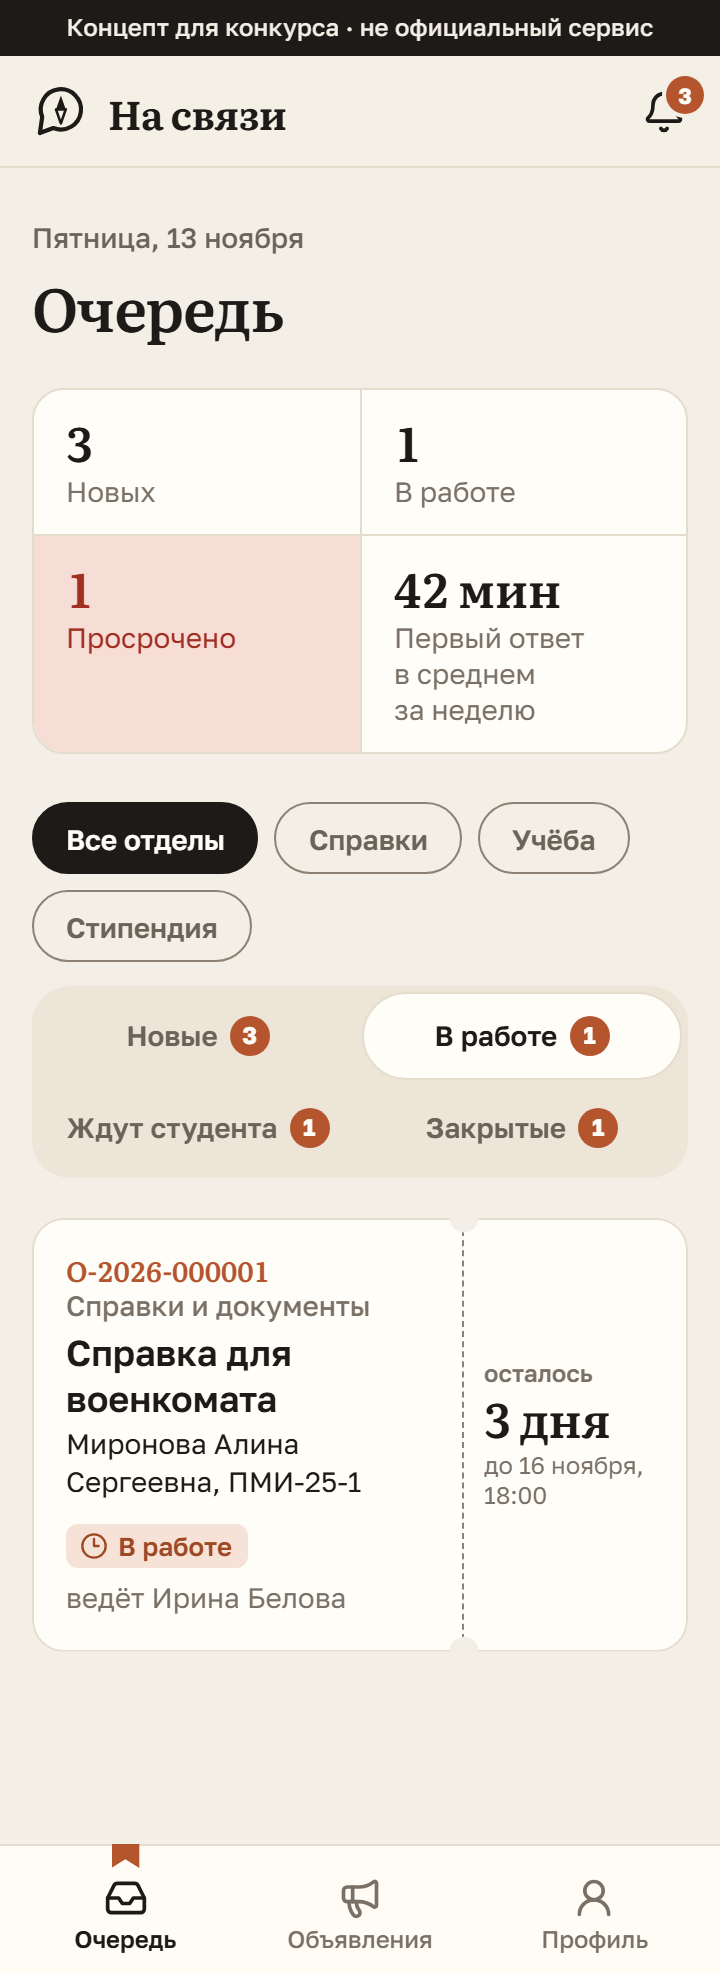 Концепт для конкурса · не официальный сервис
На связи
3
Пятница, 13 ноября
Очередь
3
Новых
1
В работе
1
Просрочено
42 мин
Первый ответ
в среднем
за неделю
Все отделы
Справки
Учёба
Стипендия
Новые 3
В работе 1
Ждут студента 1
Закрытые 1
О-2026-000001
Справки и документы
Справка для
военкомата
Миронова Алина
Сергеевна, ПМИ-25-1
В работе
ведёт Ирина Белова
осталось
3 дня
до 16 ноября,
18:00
Очередь
Объявления
Профиль